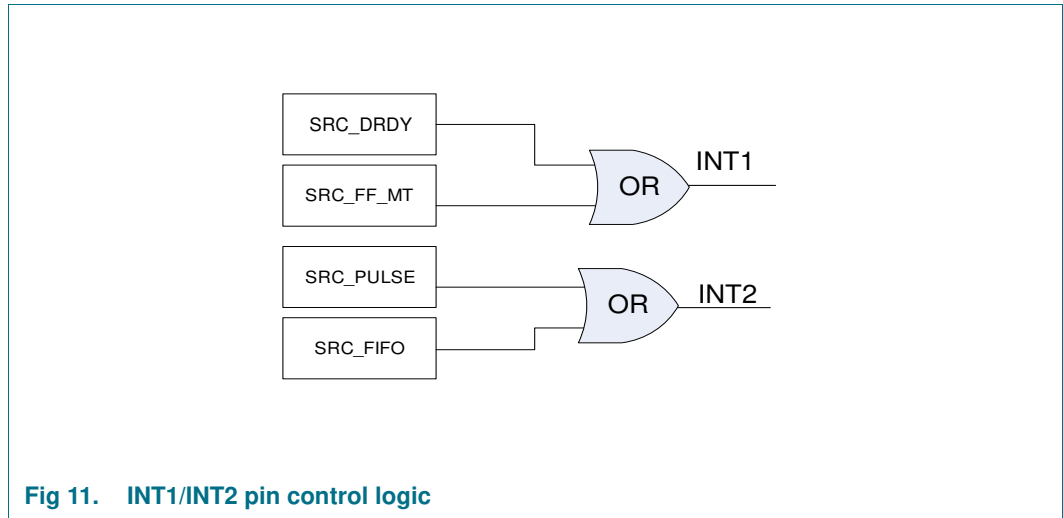 SRC_DRDY
SRC_FF_MT
OR
INT1
SRC_PULSE
SRC_FIFO
OR
INT2
Fig 11. INT1/INT2 pin control logic